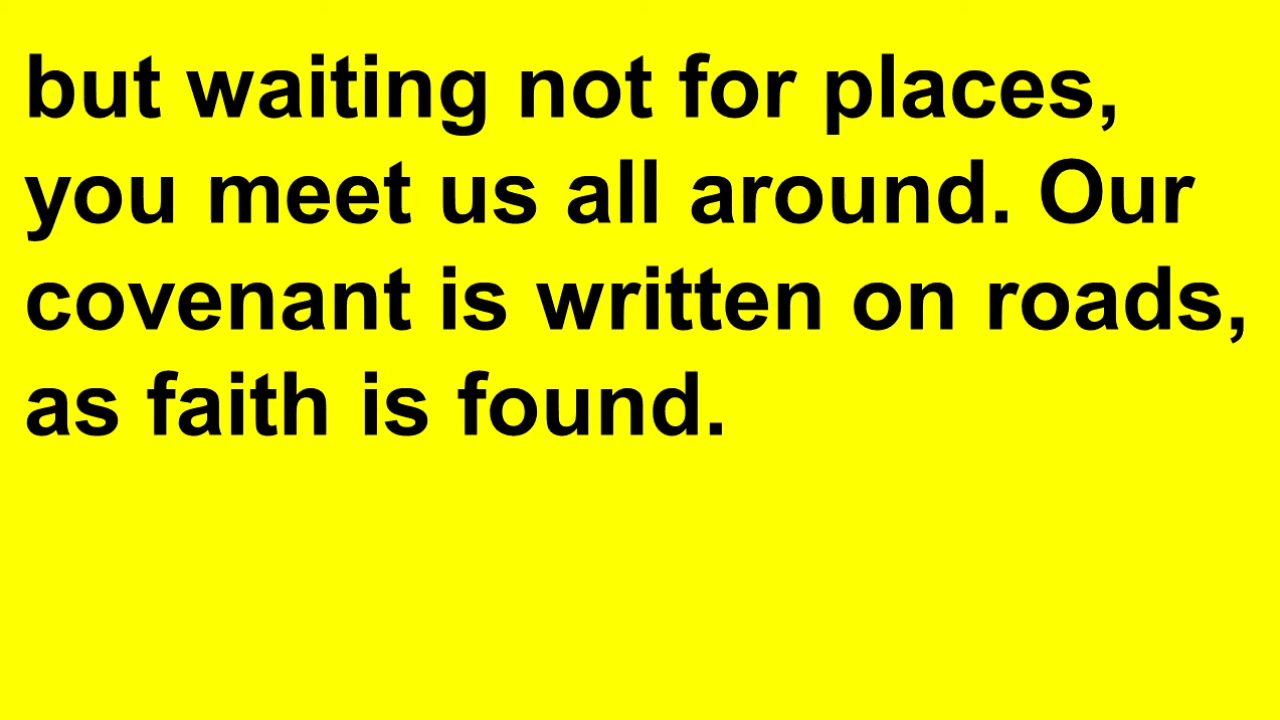 but waiting not for places,
you meet us all around. Our
covenant is written on roads,
as faith is found.